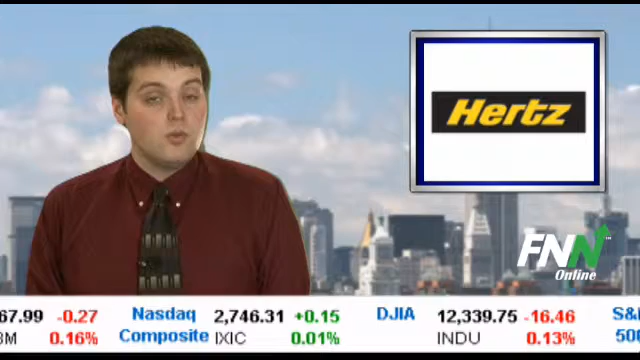 Hertz
FNN
Online
67.99 -0.27 Nasdaq 2,746.31 +0.15 DJIA 12,339.75 -16.46 S&
BM 0.16% Composite IXIC 0.01% INDU 0.13% 500